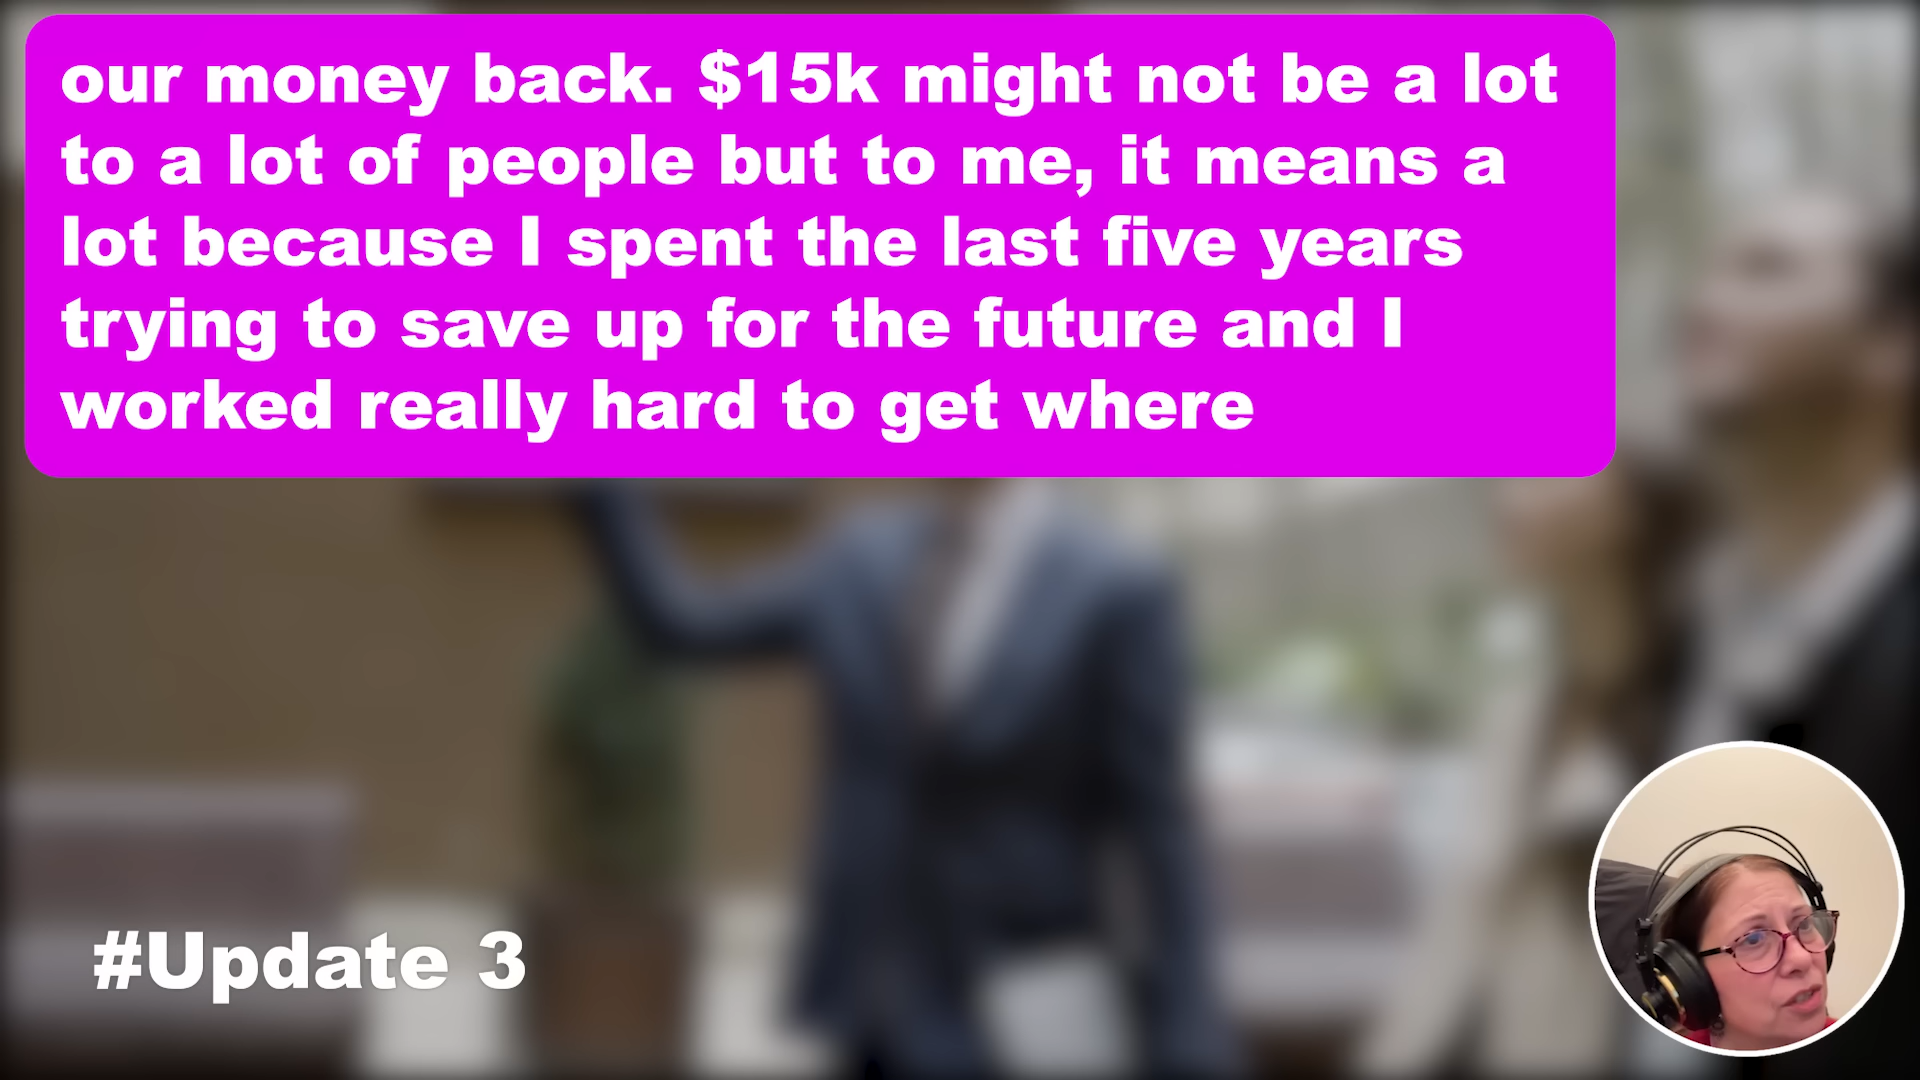 our money back. $15k might not be a lot
to a lot of people but to me, it means a
lot because I spent the last five years
trying to save up for the future and I
worked really hard to get where
#Update 3